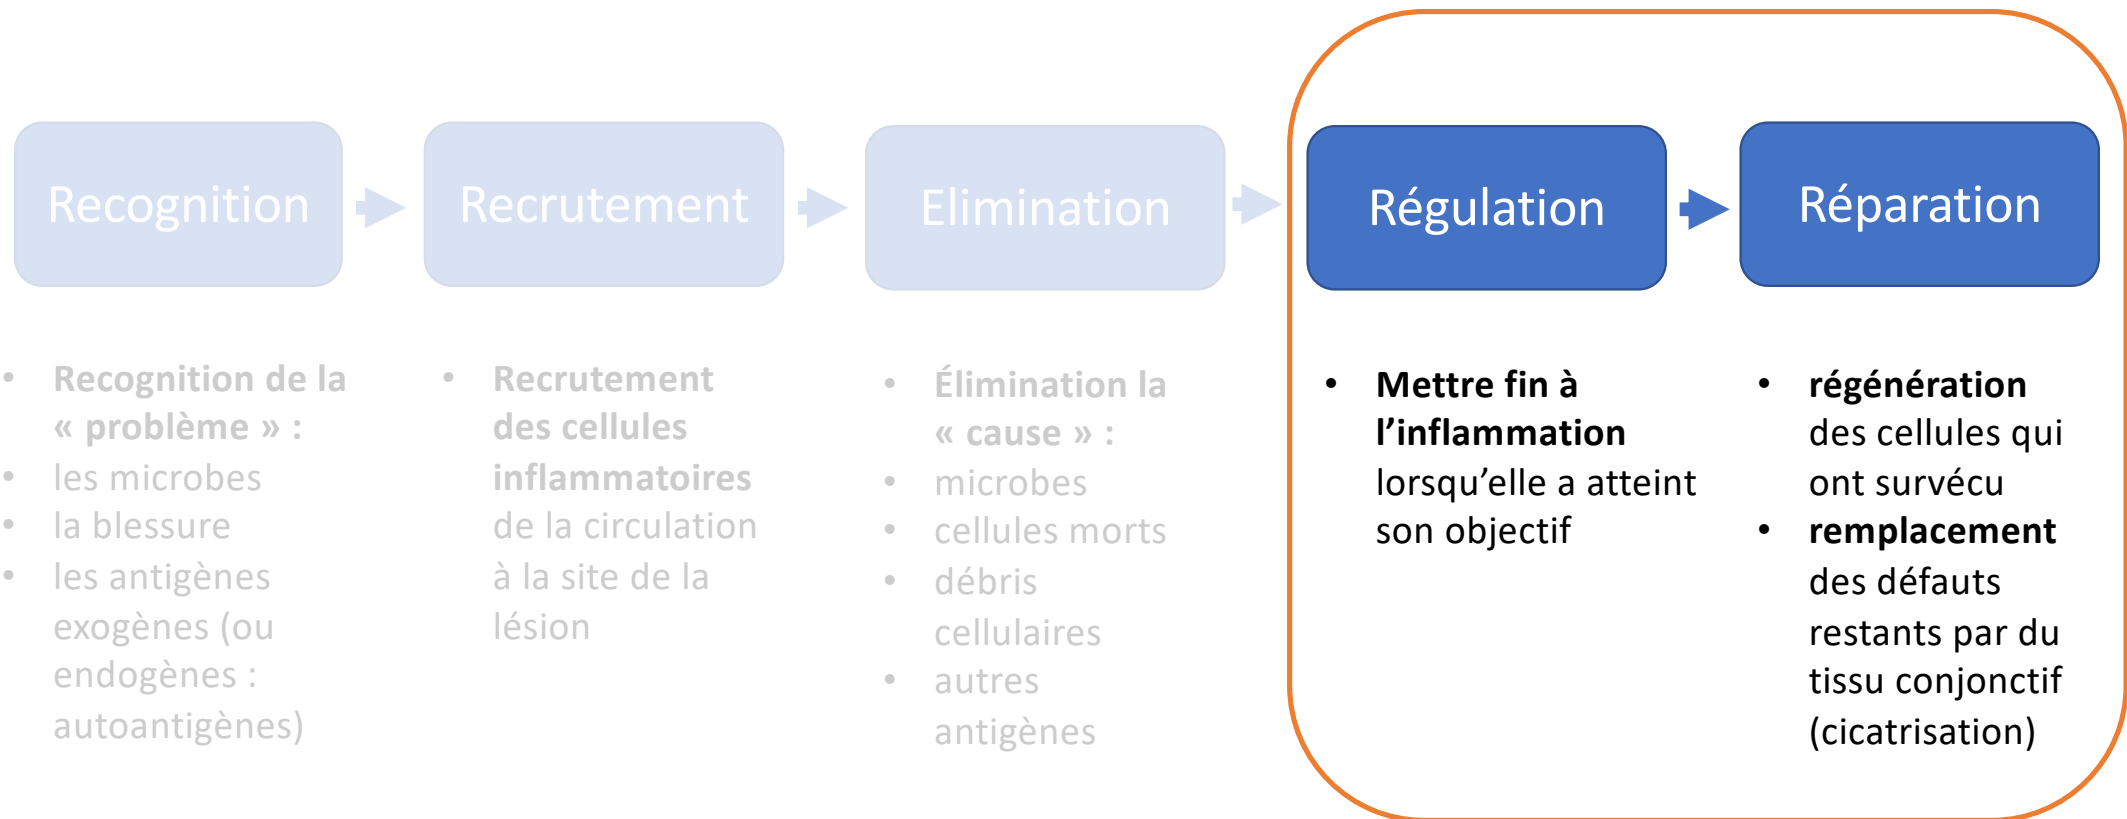 Recognition
Recrutement
Elimination
Régulation
Réparation
• Recognition de la
« problème » :
• les microbes
• la blessure
• les antigènes
exogènes (ou
endogènes :
autoantigènes)
• Recrutement
des cellules
inflammatoires
de la circulation
à la site de la
lésion
• Élimination la
« cause » :
• microbes
• cellules morts
• débris
cellulaires
• autres
antigènes
• Mettre fin à
l’inflammation
lorsqu’elle a atteint
son objectif
• régénération
des cellules qui
ont survécu
• remplacement
des défauts
restants par du
tissu conjonctif
(cicatrisation)